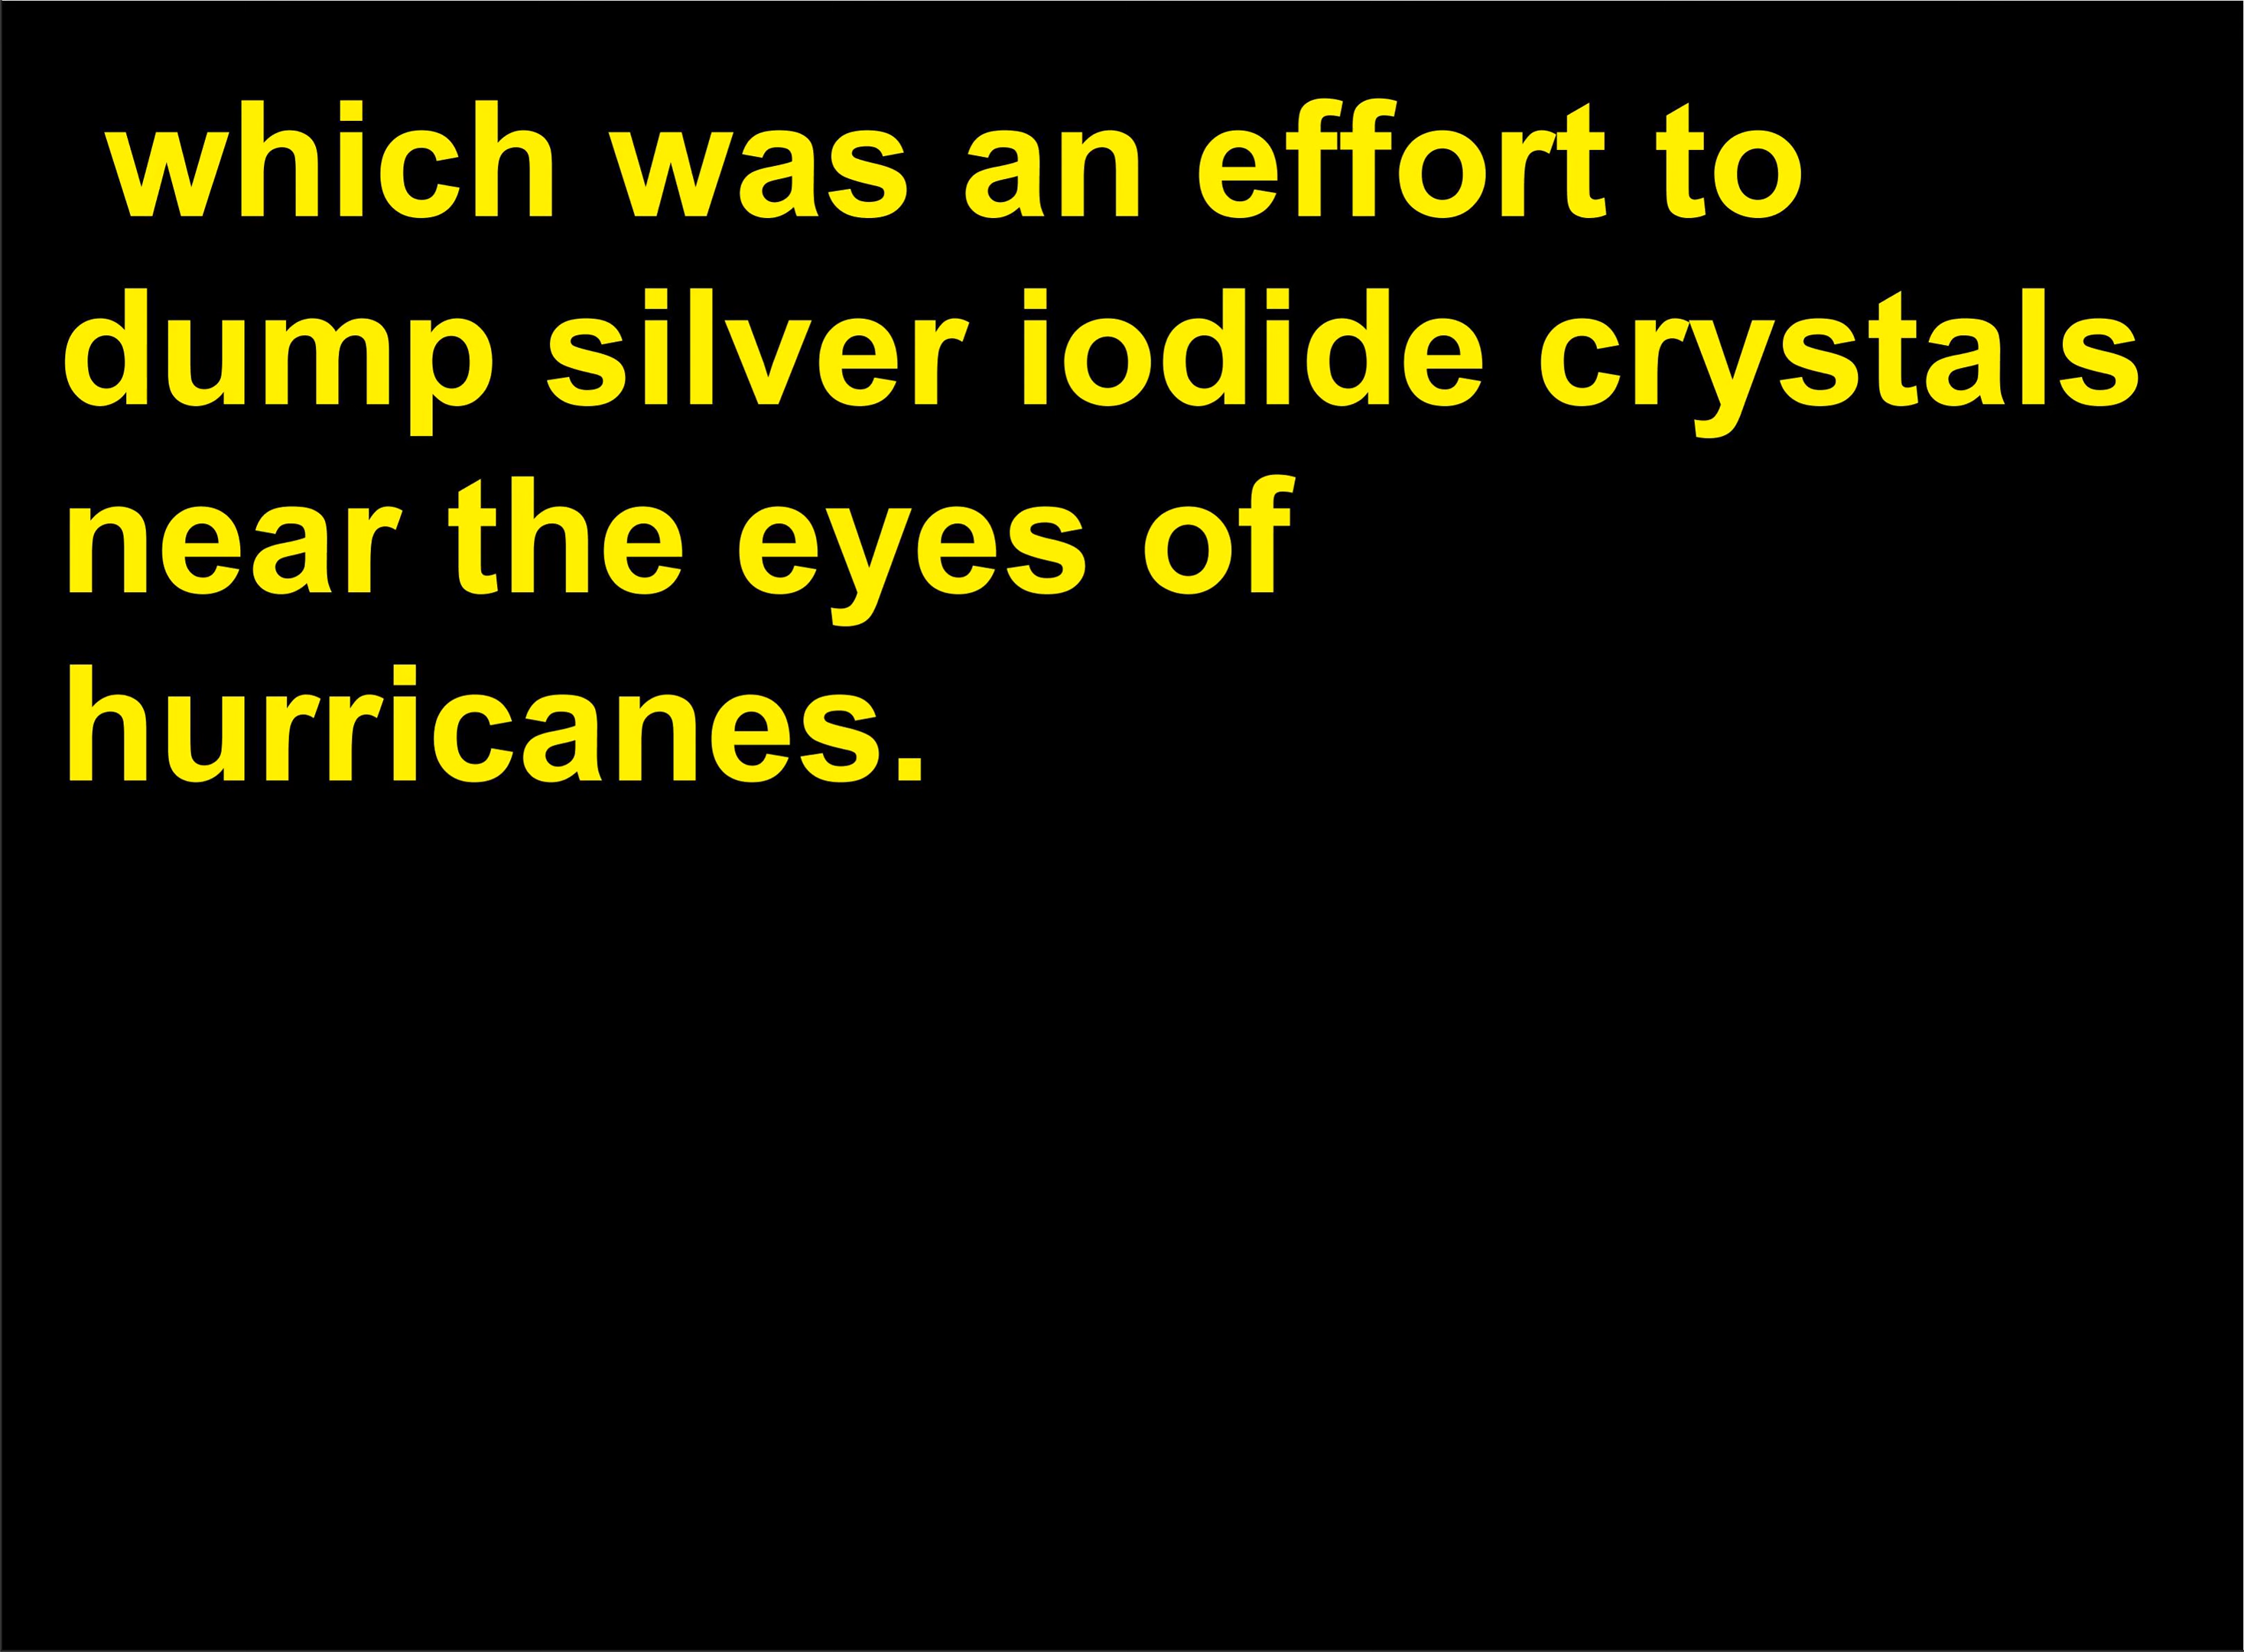 which was an effort to
dump silver iodide crystals
near the eyes of
hurricanes.